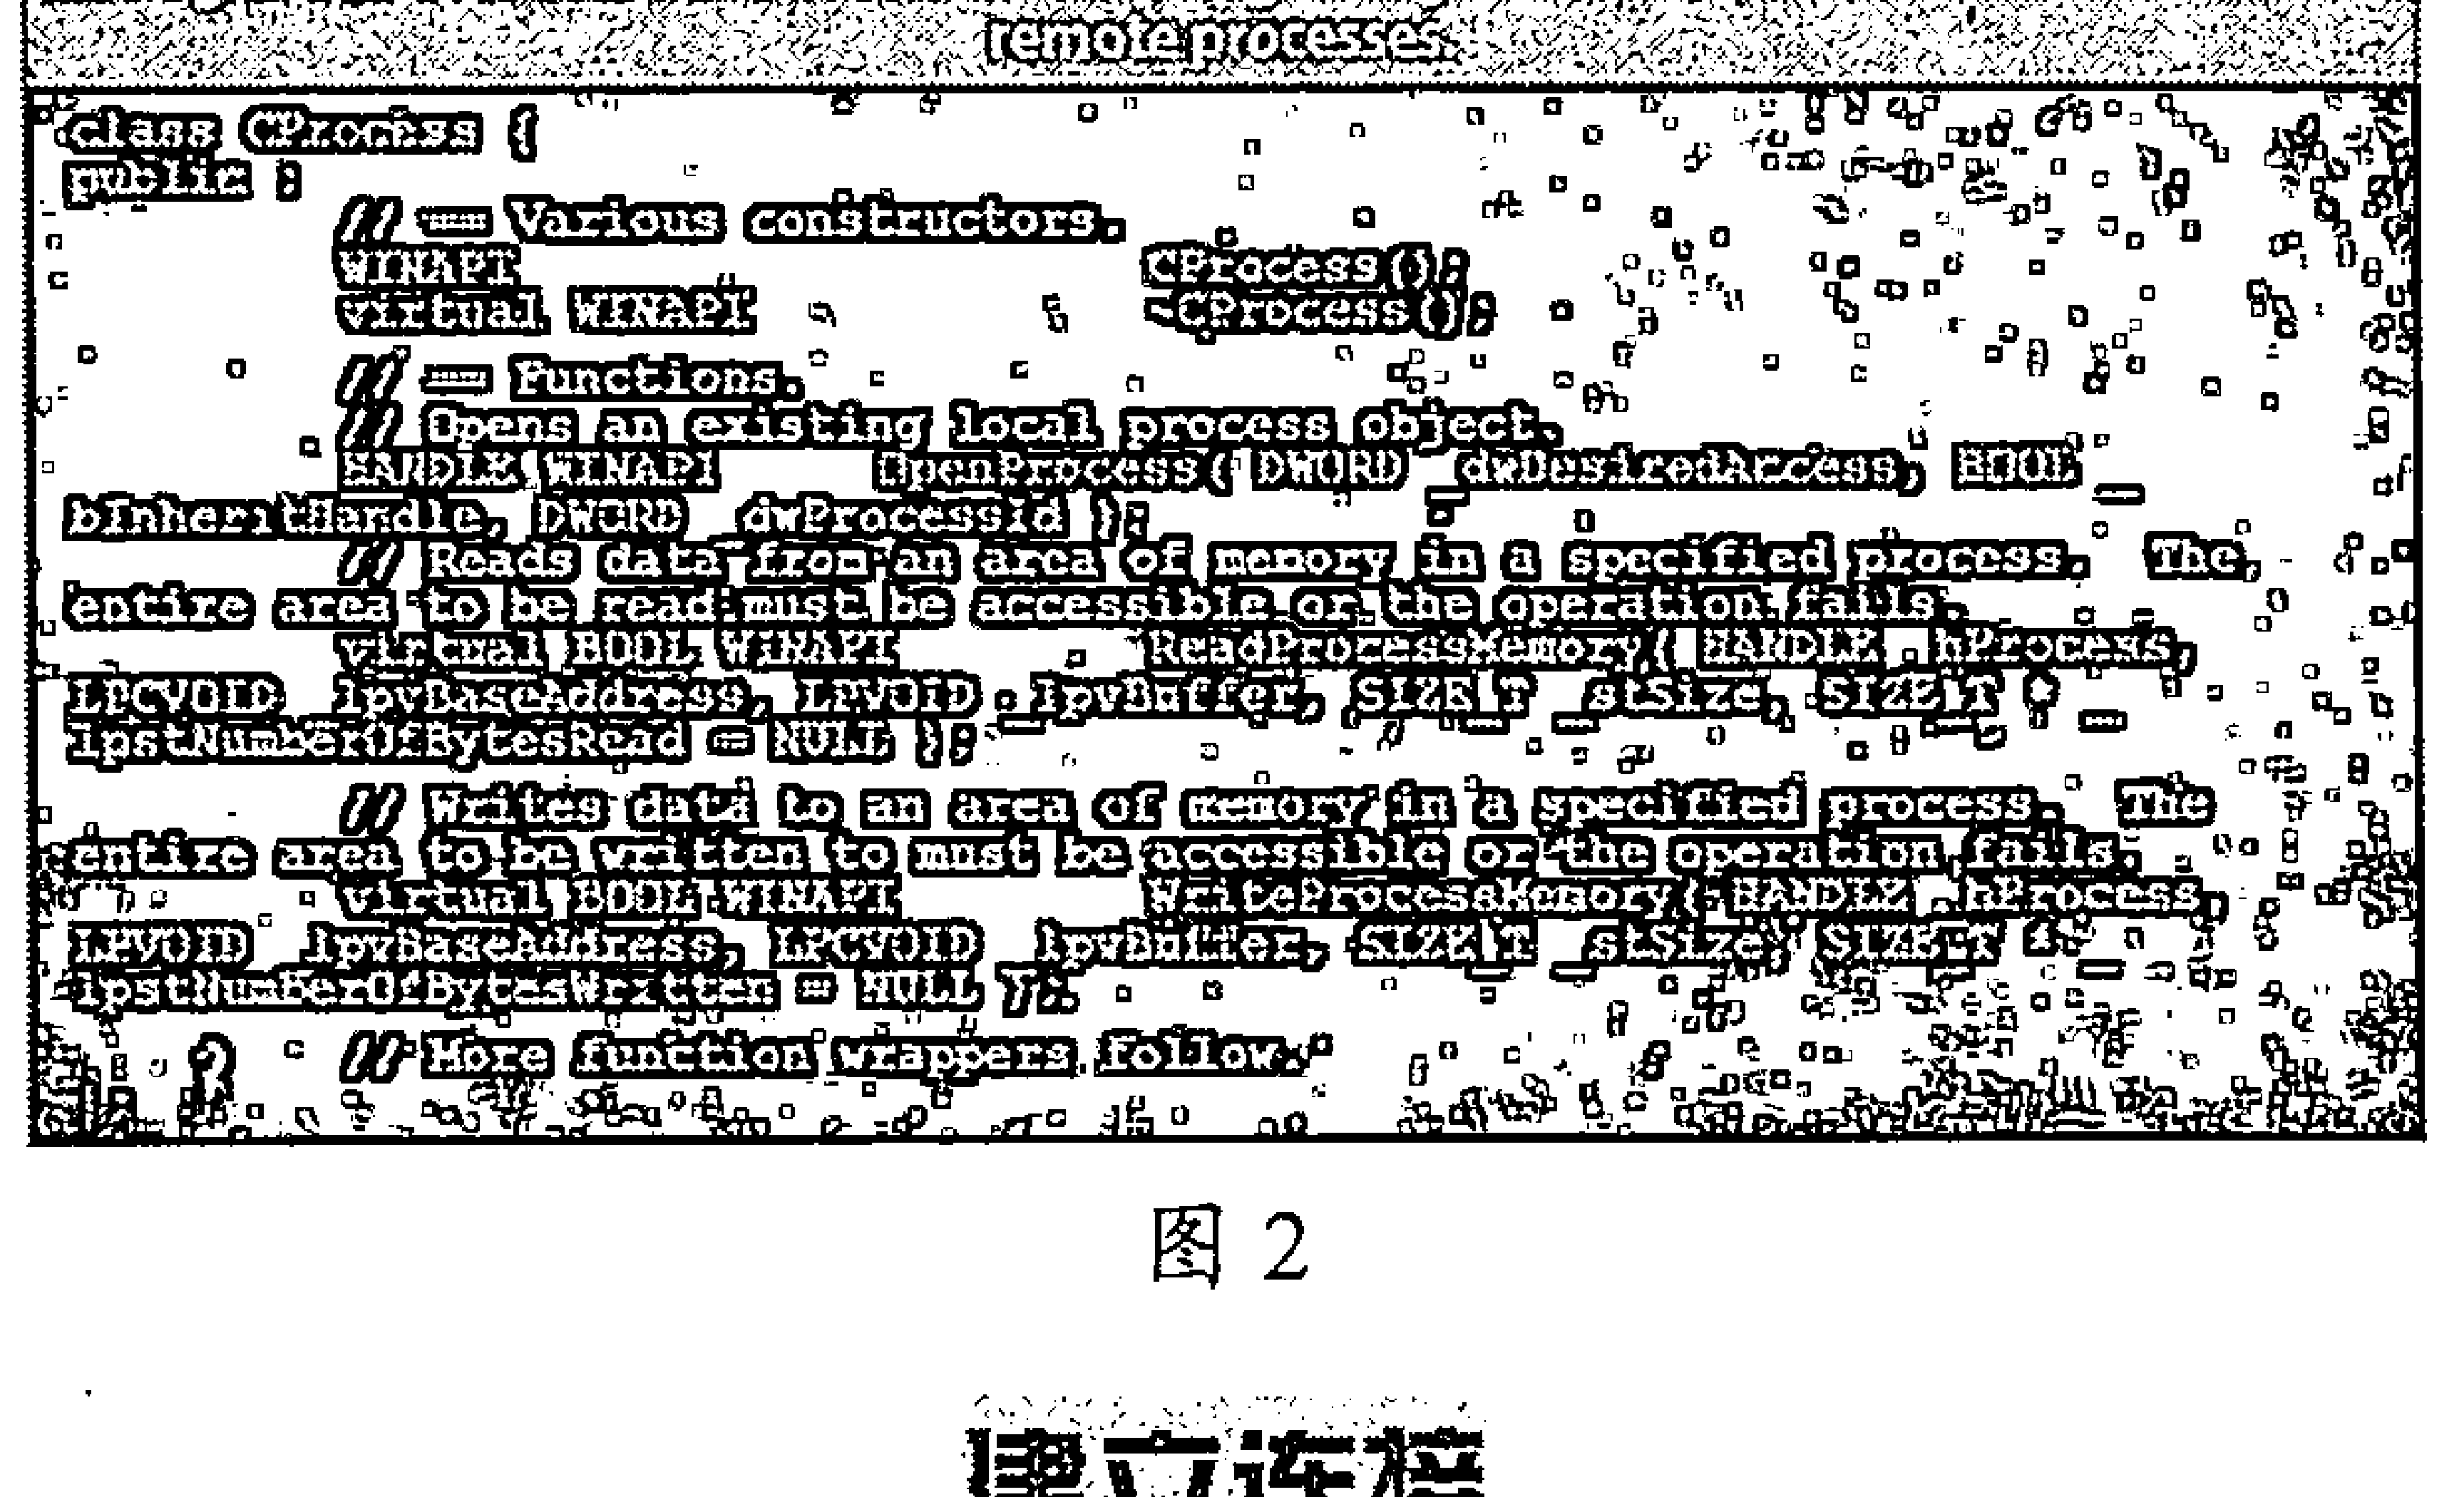 remote processes.
class CProcess {
public :
// == Various constructors.
WINAPI CProcess();
virtual WINAPI ~CProcess();
// == Functions.
// Opens an existing local process object.
HANDLE WINAPI OpenProcess( DWORD _dwDesiredAccess, BOOL
_bInheritHandle, DWORD _dwProcessId );
// Reads data from an area of memory in a specified process. The
entire area to be read must be accessible or the operation fails.
virtual BOOL WINAPI ReadProcessMemory( HANDLE _hProcess,
LPCVOID _lpvBaseAddress, LPVOID _lpvBuffer, SIZE_T _stSize, SIZE_T *
_lpstNumberOfBytesRead = NULL );
// Writes data to an area of memory in a specified process. The
entire area to be written to must be accessible or the operation fails.
virtual BOOL WINAPI WriteProcessMemory( HANDLE _hProcess,
LPVOID _lpvBaseAddress, LPCVOID _lpvBuffer, SIZE_T _stSize, SIZE_T *
_lpstNumberOfBytesWritten = NULL );
// More function wrappers follow.
图 2